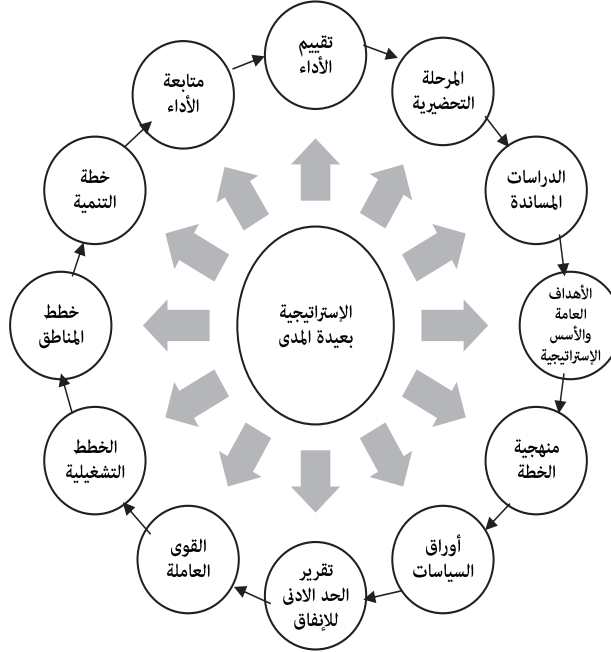 تقييم
الأداء
المرحلة
التحضيرية
الدراسات
المساندة
الأهداف
العامة
والأسس
الإستراتيجية
منهجية
الخطة
أوراق
السياسات
تقرير
الحد الادنى
للإنفاق
القوى
العاملة
الخطط
التشغيلية
خطط
المناطق
خطة
التنمية
متابعة
الأداء
الإستراتيجية
بعيدة المدى